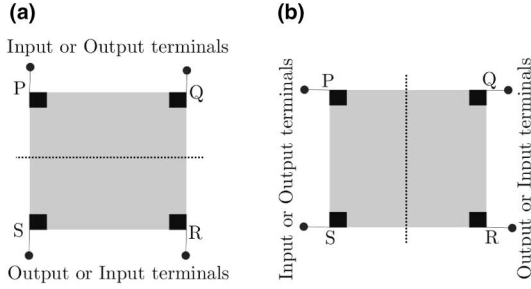 (a)
Input or Output terminals
P
Q
S
R
Output or Input terminals
(b)
Input or Output terminals
P
Q
S
R
Output or Input terminals